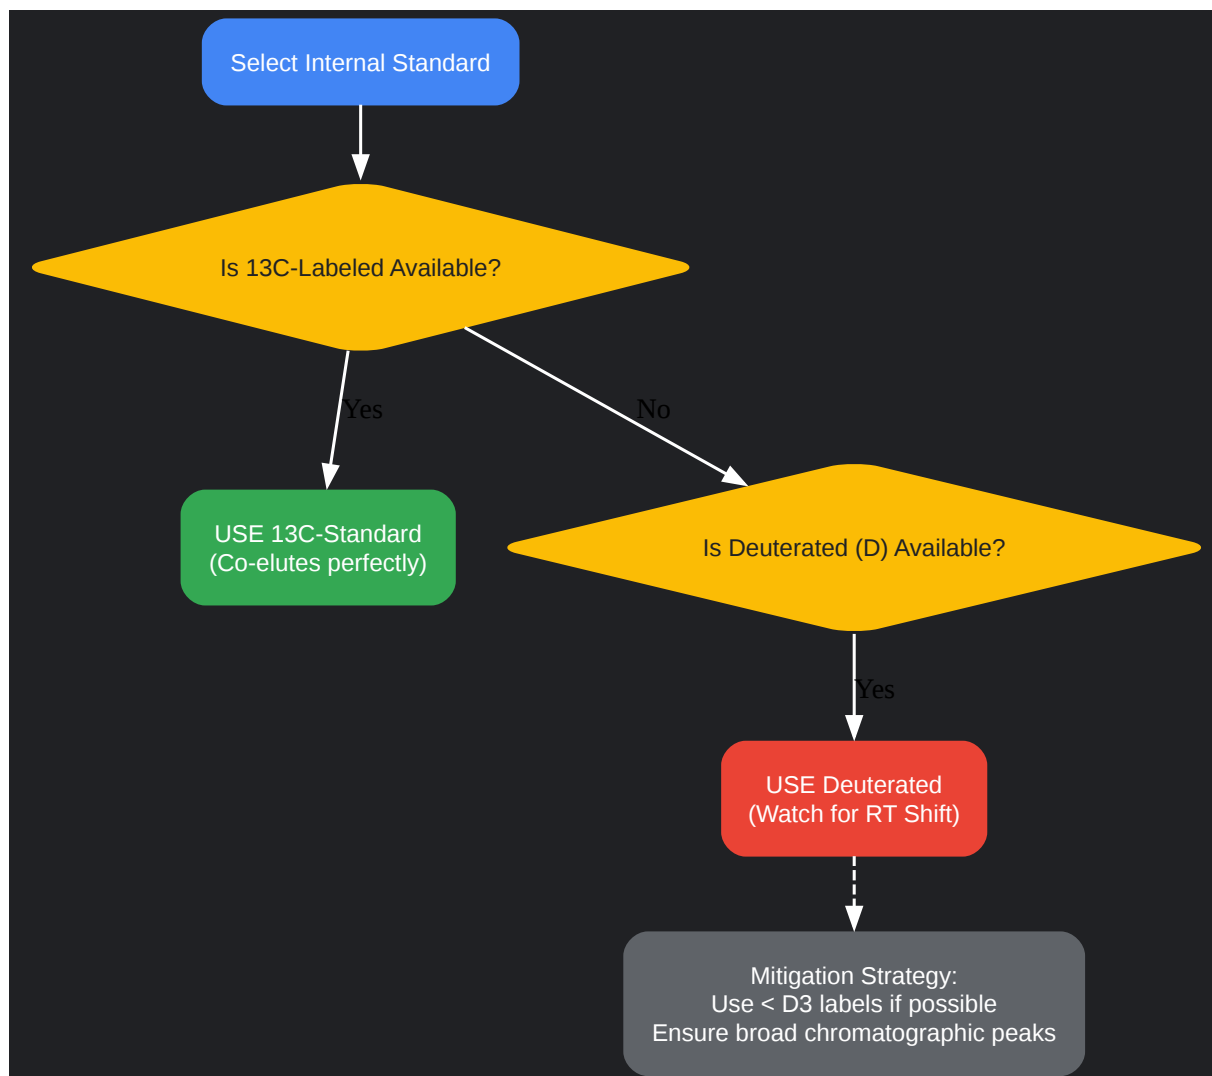 Select Internal Standard
Is 13C-Labeled Available?
Yes
No
USE 13C-Standard
(Co-elutes perfectly)
Is Deuterated (D) Available?
Yes
USE Deuterated
(Watch for RT Shift)
Mitigation Strategy:
Use < D3 labels if possible
Ensure broad chromatographic peaks